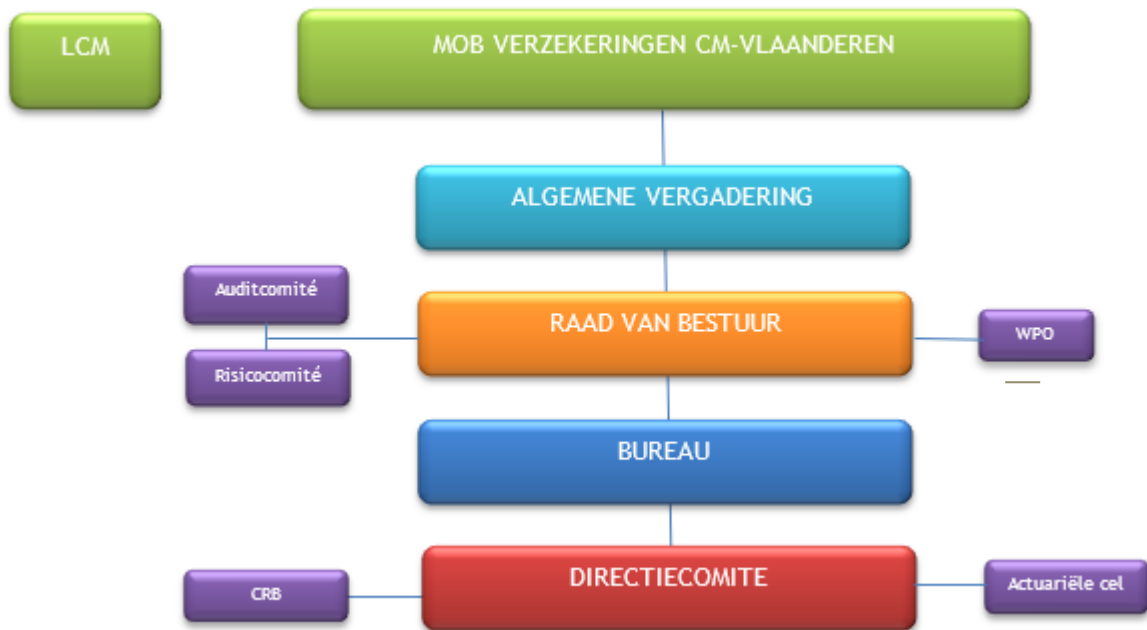 LCM
MOB VERZEKERINGEN CM-VLAANDEREN
ALGEMENE VERGADERING
Auditcomité
RAAD VAN BESTUUR
WPO
Risicocomité
BUREAU
DIRECTIECOMITE
CRB
Actuariële cel